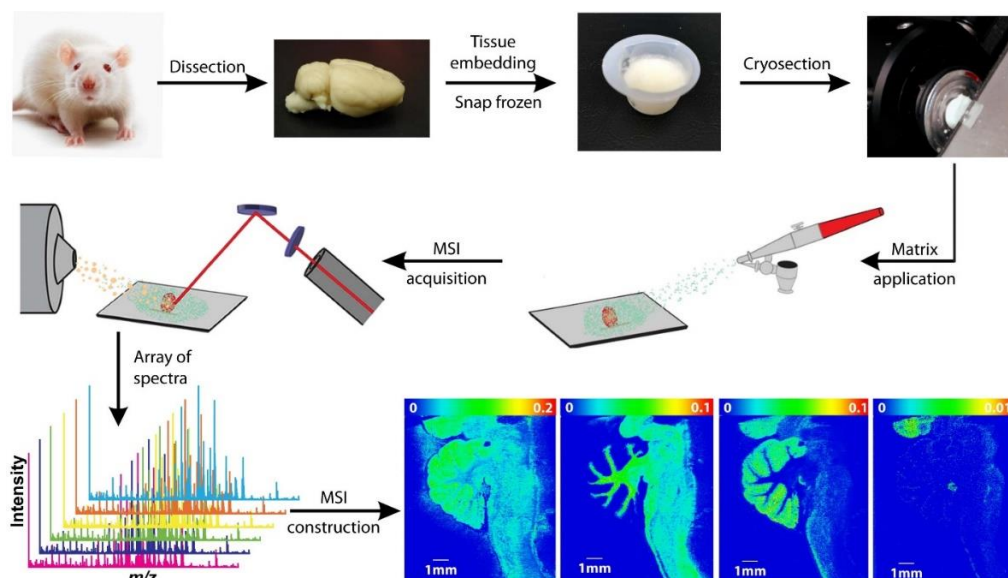 Dissection
Tissue
embedding
Snap frozen
Cryosection
Matrix
application
MSI
acquisition
Array of
spectra
Intensity
m/z
MSI
construction
0 0.2
0 0.1
0 0.1
0 0.01
1mm
1mm
1mm
1mm